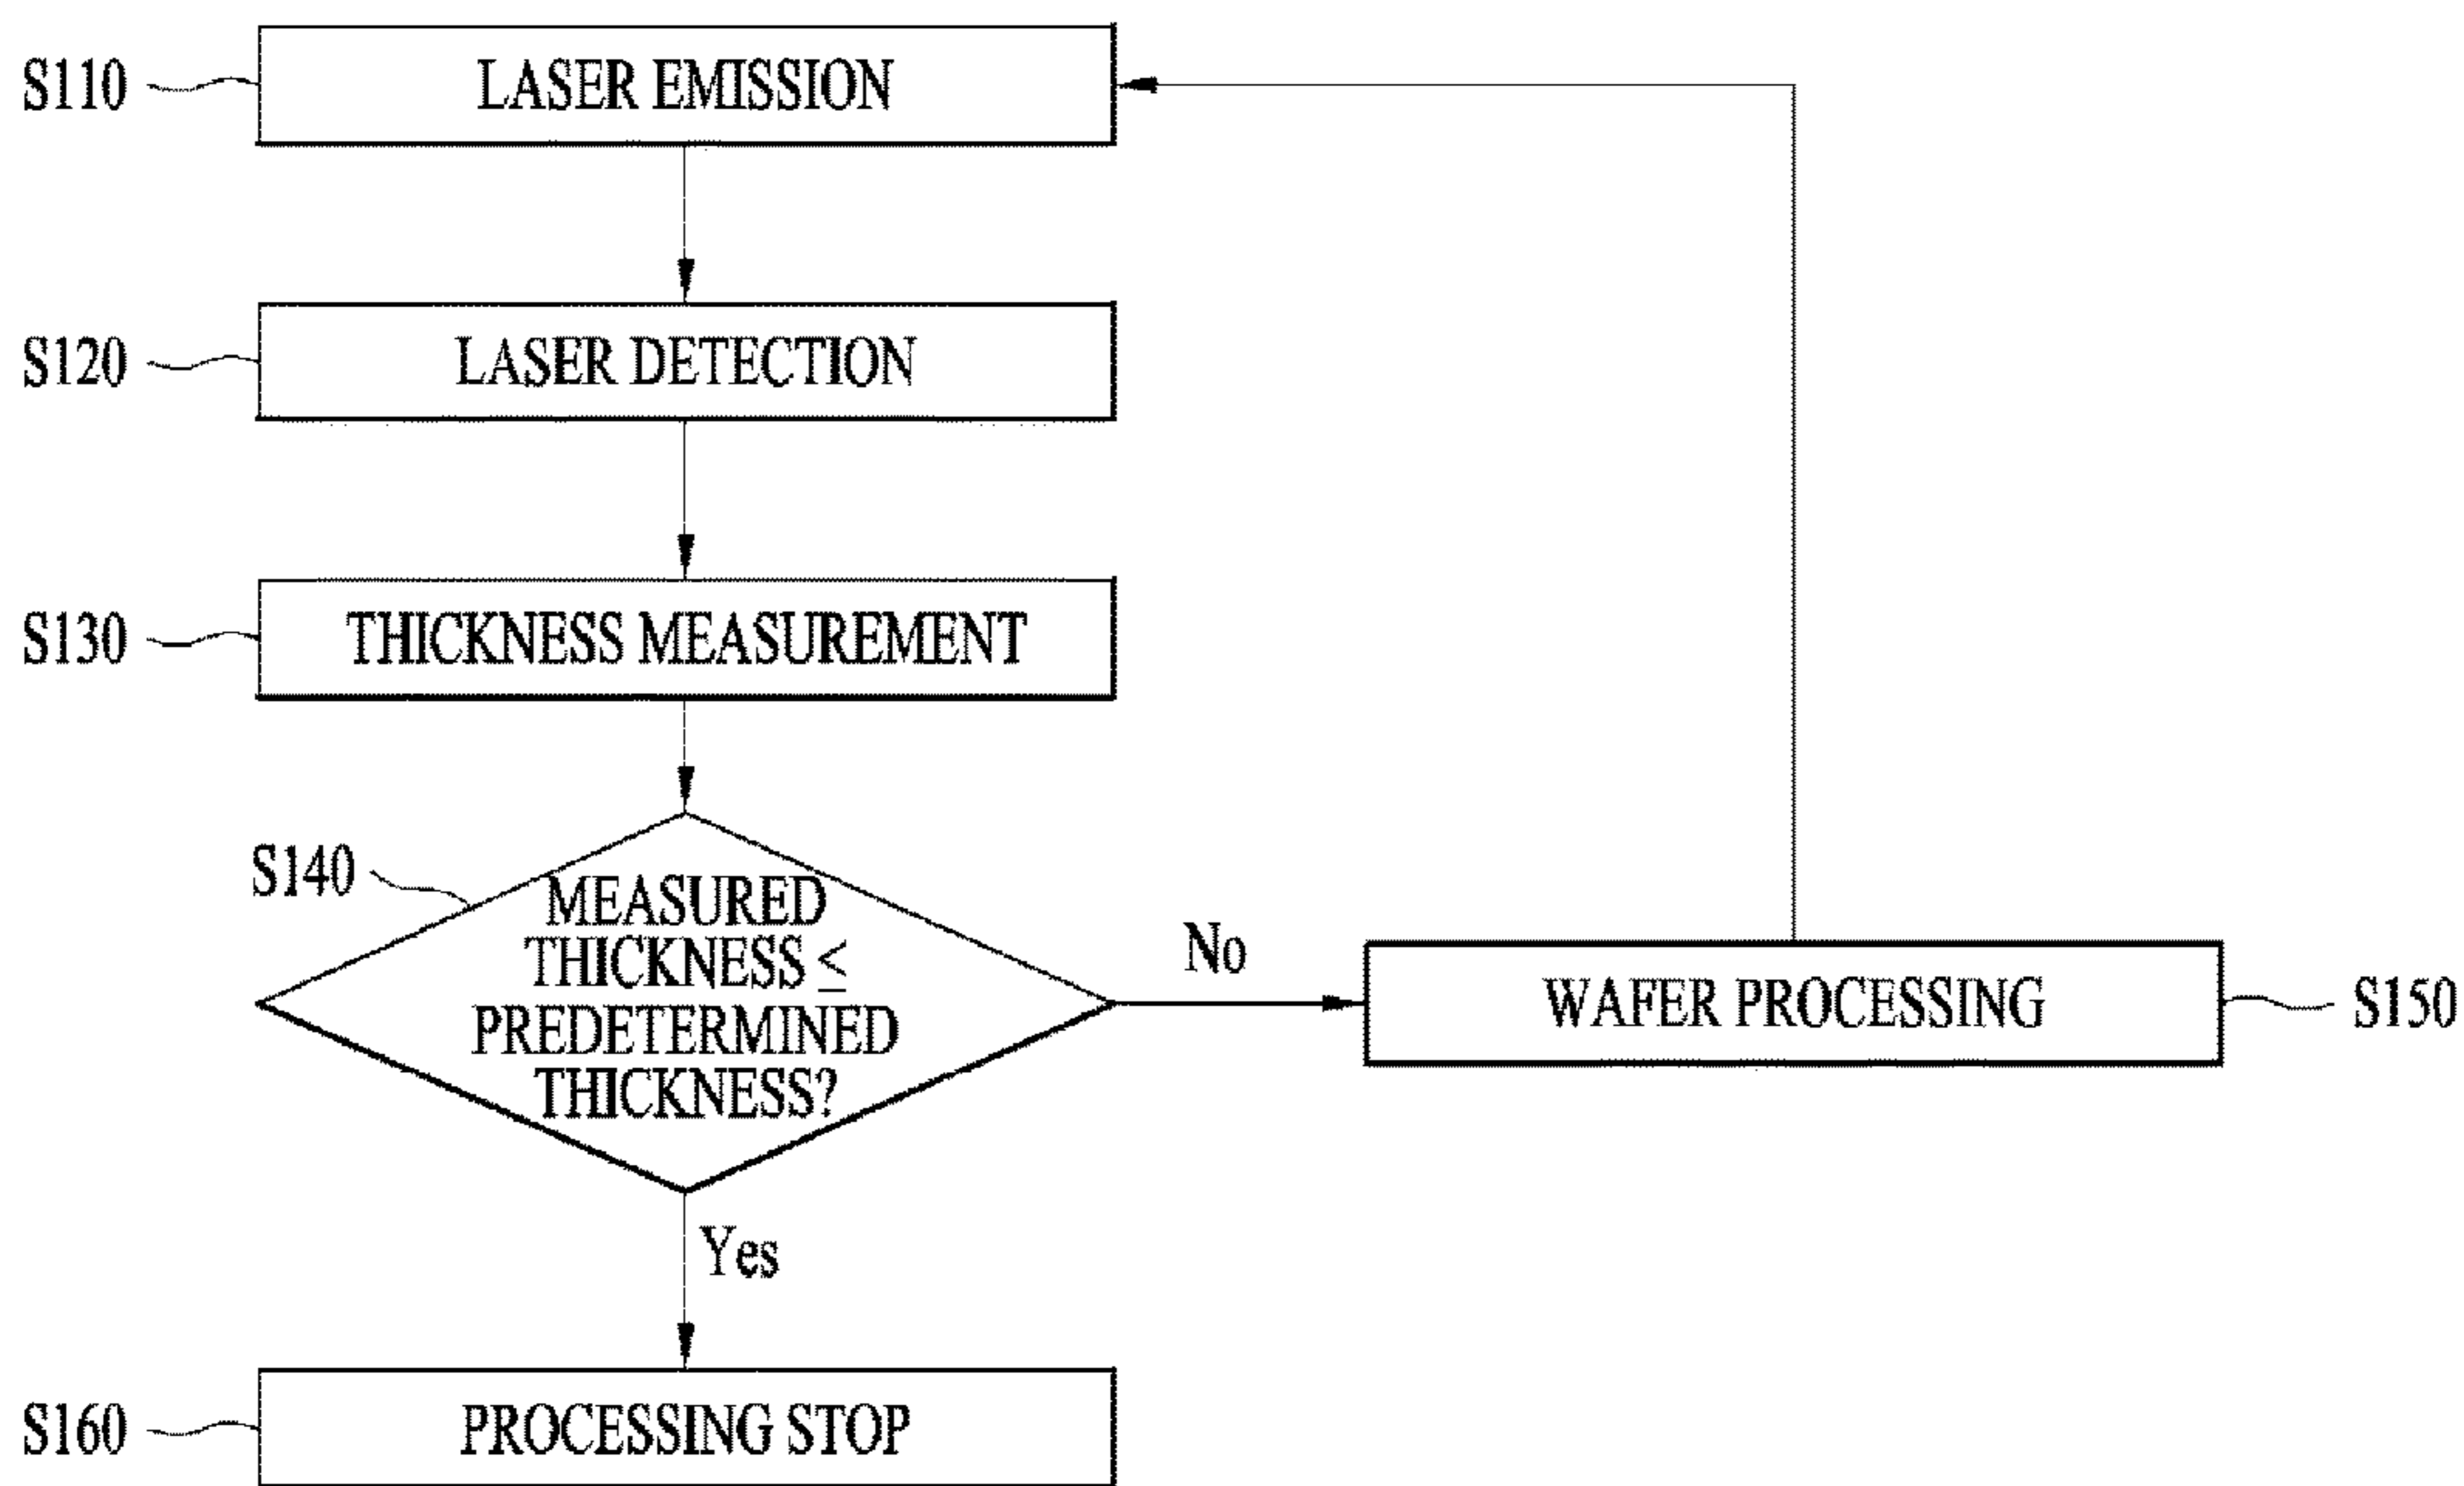 S110
LASER EMISSION
S120
LASER DETECTION
S130
THICKNESS MEASUREMENT
S140
MEASURED
THICKNESS ≤
PREDETERMINED
THICKNESS?
No
WAFER PROCESSING
S150
Yes
S160
PROCESSING STOP